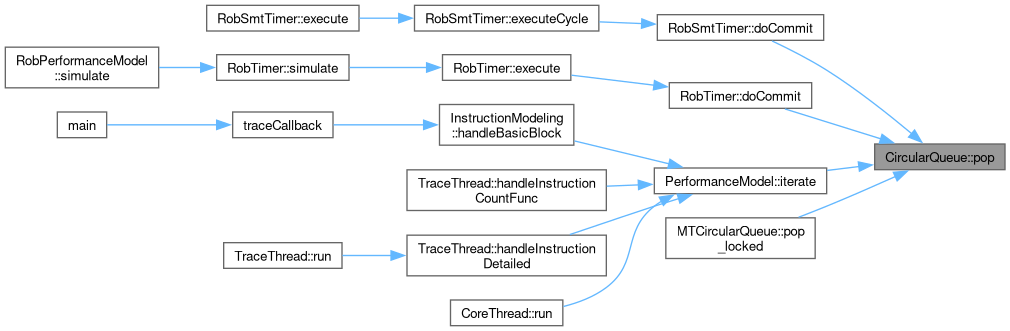 RobSmtTimer::execute
RobSmtTimer::executeCycle
RobSmtTimer::doCommit
RobPerformanceModel
::simulate
RobTimer::simulate
RobTimer::execute
RobTimer::doCommit
main
traceCallback
InstructionModeling
::handleBasicBlock
CircularQueue::pop
TraceThread::handleInstruction
CountFunc
PerformanceModel::iterate
MTCircularQueue::pop
_locked
TraceThread::run
TraceThread::handleInstruction
Detailed
CoreThread::run